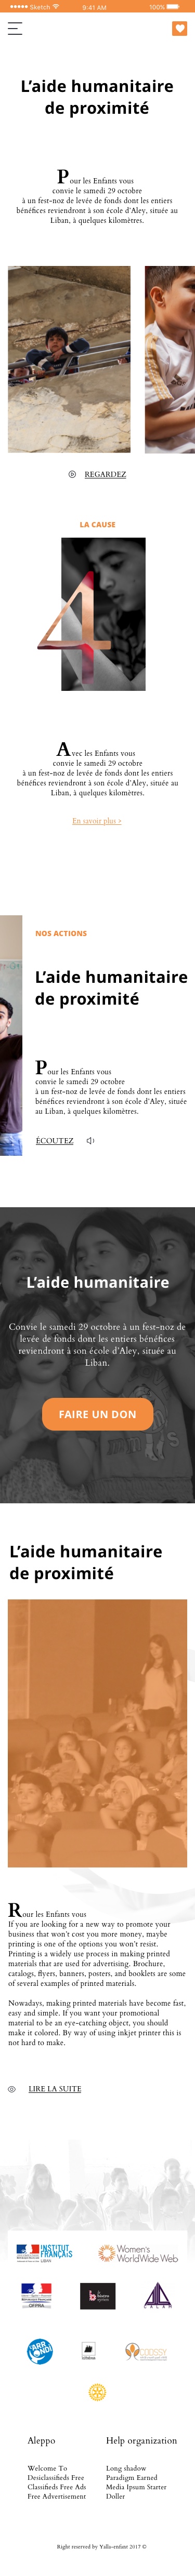 Sketch 9:41 AM 100%
L’aide humanitaire
de proximité
Pour les Enfants vous
convie le samedi 29 octobre
à un fest-noz de levée de fonds dont les entiers
bénéfices reviendront à son école d'Aley, située au
Liban, à quelques kilomètres.
REGARDEZ
LA CAUSE
4
Avec les Enfants vous
convie le samedi 29 octobre
à un fest-noz de levée de fonds dont les entiers
bénéfices reviendront à son école d'Aley, située au
Liban, à quelques kilomètres.
En savoir plus >
NOS ACTIONS
L’aide humanitaire
de proximité
Pour les Enfants vous
convie le samedi 29 octobre
à un fest-noz de levée de fonds dont les entiers
bénéfices reviendront à son école d'Aley, située
au Liban, à quelques kilomètres.
ÉCOUTEZ
L’aide humanitaire
Convie le samedi 29 octobre à un fest-noz de
levée de fonds dont les entiers bénéfices
reviendront à son école d'Aley, située au
Liban.
FAIRE UN DON
L’aide humanitaire
de proximité
Rour les Enfants vous
If you are looking for a new way to promote your
business that won't cost you more money, maybe
printing is one of the options you won't resist.
Printing is a widely use process in making printed
materials that are used for advertising. Brochure,
catalogs, flyers, banners, posters, and booklets are some
of several examples of printed materials.
Nowadays, making printed materials have become fast,
easy and simple. If you want your promotional
material to be an eye-catching object, you should
make it colored. By way of using inkjet printer this is
not hard to make.
LIRE LA SUITE
INSTITUT
FRANÇAIS
LIBAN
Women's
WorldWide Web
OFPRA
CALAM
Help organization
Aleppo
Welcome To
Desiclassifieds Free
Classifieds Free Ads
Free Advertisement
Long shadow
Paradigm Earned
Media Ipsum Starter
Doller
Right reserved by Yalla-enfant 2017 ©